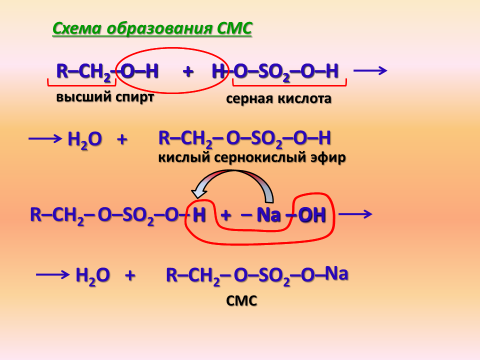 Схема образования СМС
R–CH₂–O–H + H–O–SO₂–O–H →
высший спирт серная кислота
→ H₂O + R–CH₂–O–SO₂–O–H
кислый сернокислый эфир
R–CH₂–O–SO₂–O–H + –Na–OH →
→ H₂O + R–CH₂–O–SO₂–O–Na
СМС